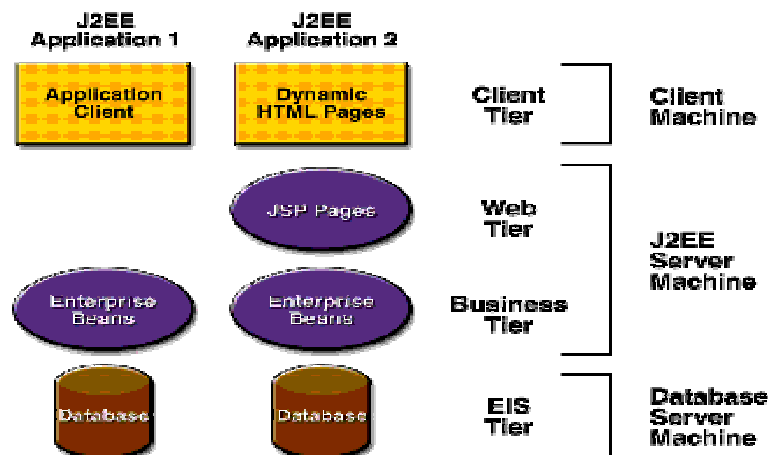 J2EE
Application 1
J2EE
Application 2
Application
Client
Dynamic
HTML Pages
Client
Tier
Client
Machine
JSP Pages
Web
Tier
J2EE
Server
Machine
Enterprise
Beans
Enterprise
Beans
Business
Tier
Database
Database
EIS
Tier
Database
Server
Machine